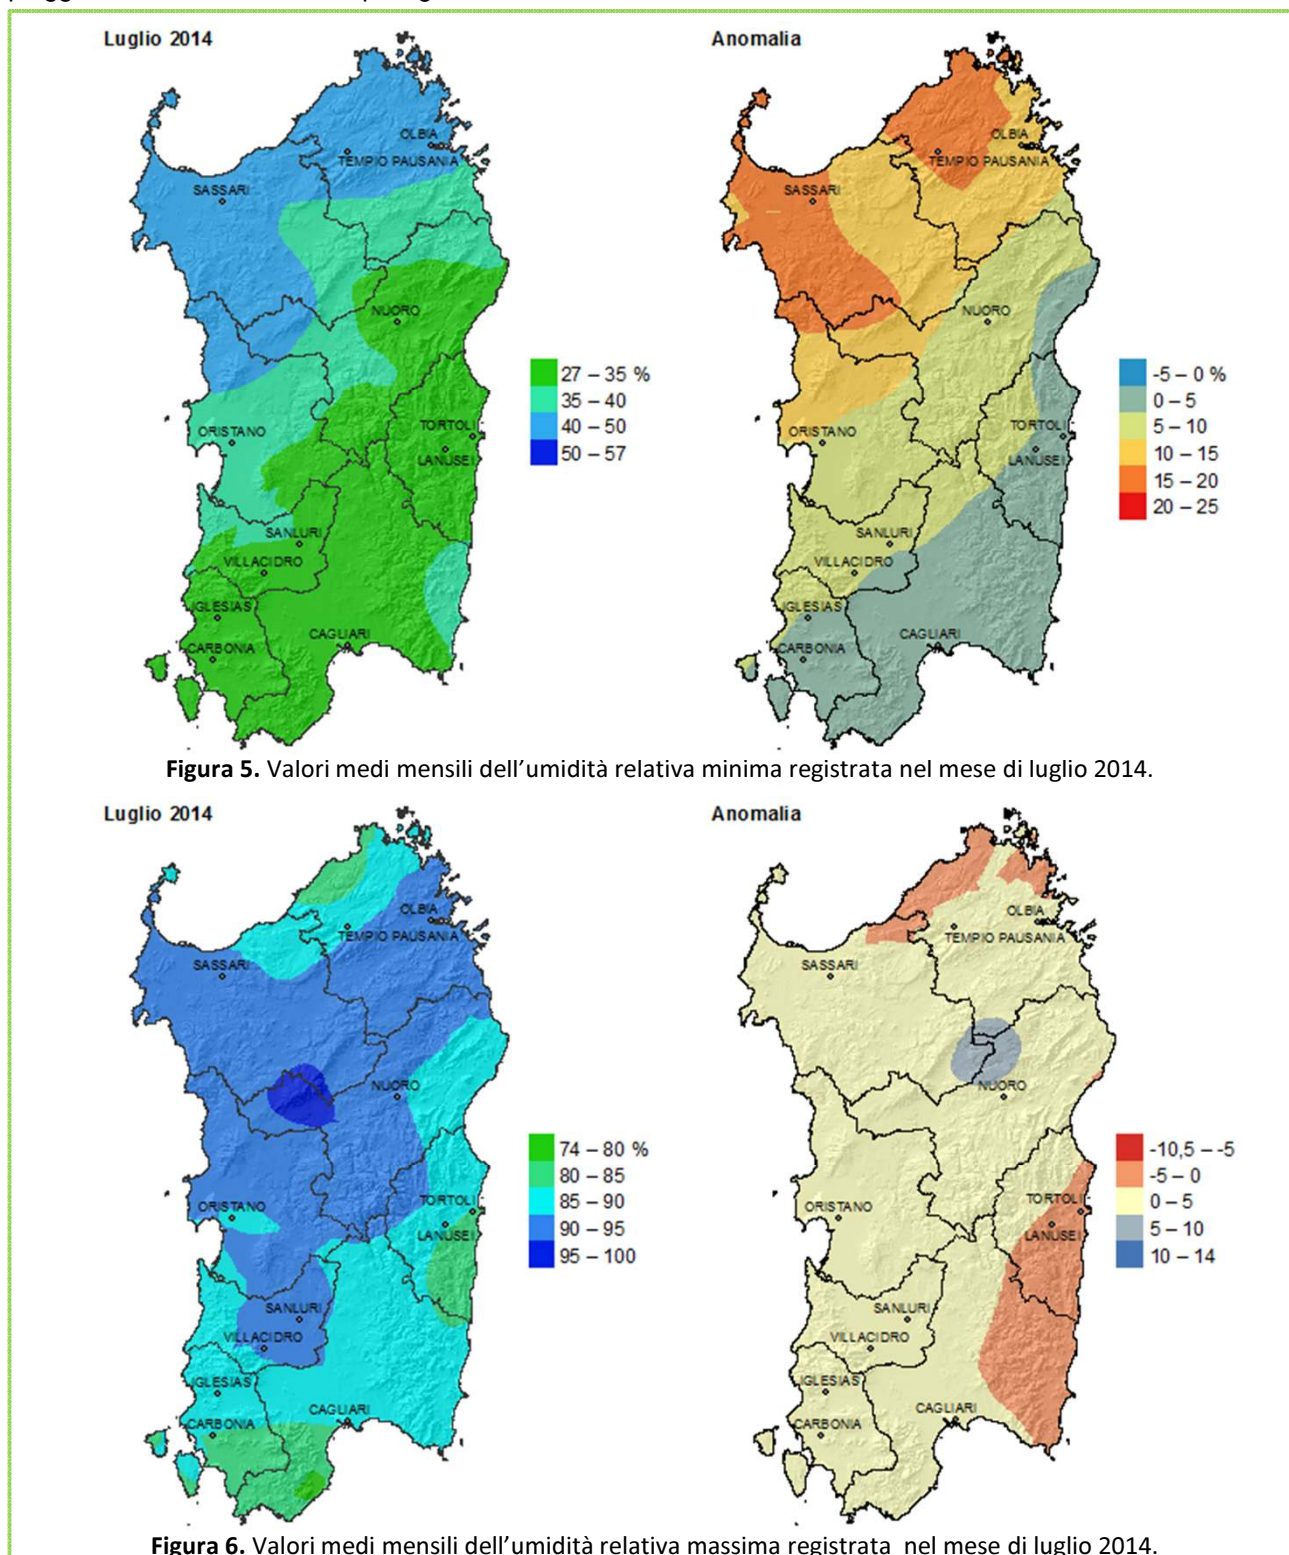 Luglio 2014
Anomalia
OLBIA
TEMPIO PAUSANIA
SASSARI
NUORO
ORISTANO
TORTOLI
LANUSEI
SANLURI
VILLACIDRO
IGLESIAS
CAGLIARI
CARBONIA
27 – 35 %
35 – 40
40 – 50
50 – 57
OLBIA
TEMPIO PAUSANIA
SASSARI
NUORO
ORISTANO
TORTOLI
LANUSEI
SANLURI
VILLACIDRO
IGLESIAS
CAGLIARI
CARBONIA
-5 – 0 %
0 – 5
5 – 10
10 – 15
15 – 20
20 – 25
Figura 5. Valori medi mensili dell’umidità relativa minima registrata nel mese di luglio 2014.
Luglio 2014
Anomalia
OLBIA
TEMPIO PAUSANIA
SASSARI
NUORO
ORISTANO
TORTOLI
LANUSEI
SANLURI
VILLACIDRO
IGLESIAS
CAGLIARI
CARBONIA
74 – 80 %
80 – 85
85 – 90
90 – 95
95 – 100
OLBIA
TEMPIO PAUSANIA
SASSARI
NUORO
ORISTANO
TORTOLI
LANUSEI
SANLURI
VILLACIDRO
IGLESIAS
CAGLIARI
CARBONIA
-10,5 – -5
-5 – 0
0 – 5
5 – 10
10 – 14
Figura 6. Valori medi mensili dell’umidità relativa massima registrata nel mese di luglio 2014.